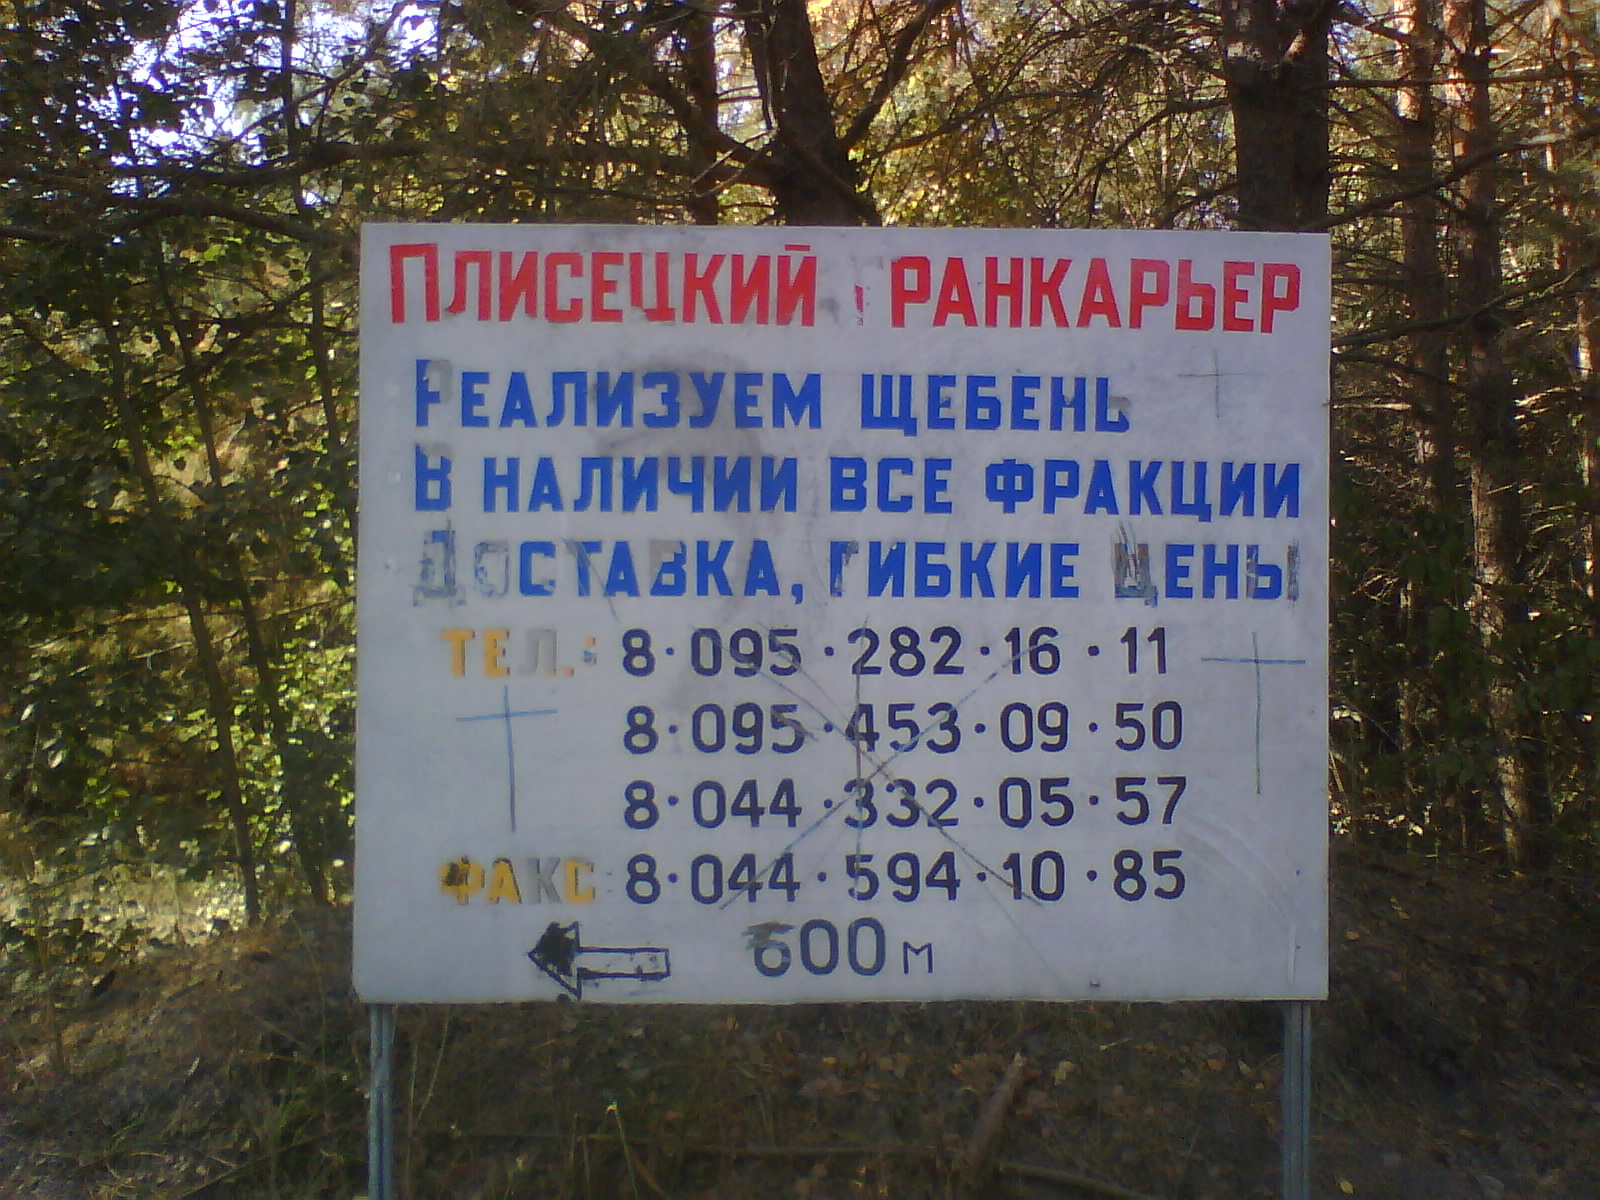 ПЛИСЕЦКИЙ ГРАНКАРЬЕР
РЕАЛИЗУЕМ ЩЕБЕНЬ
В НАЛИЧИИ ВСЕ ФРАКЦИИ
ДОСТАВКА, ГИБКИЕ ЦЕНЫ
ТЕЛ.: 8·095·282·16·11
8·095·453·09·50
8·044·332·05·57
ФАКС: 8·044·594·10·85
600 м